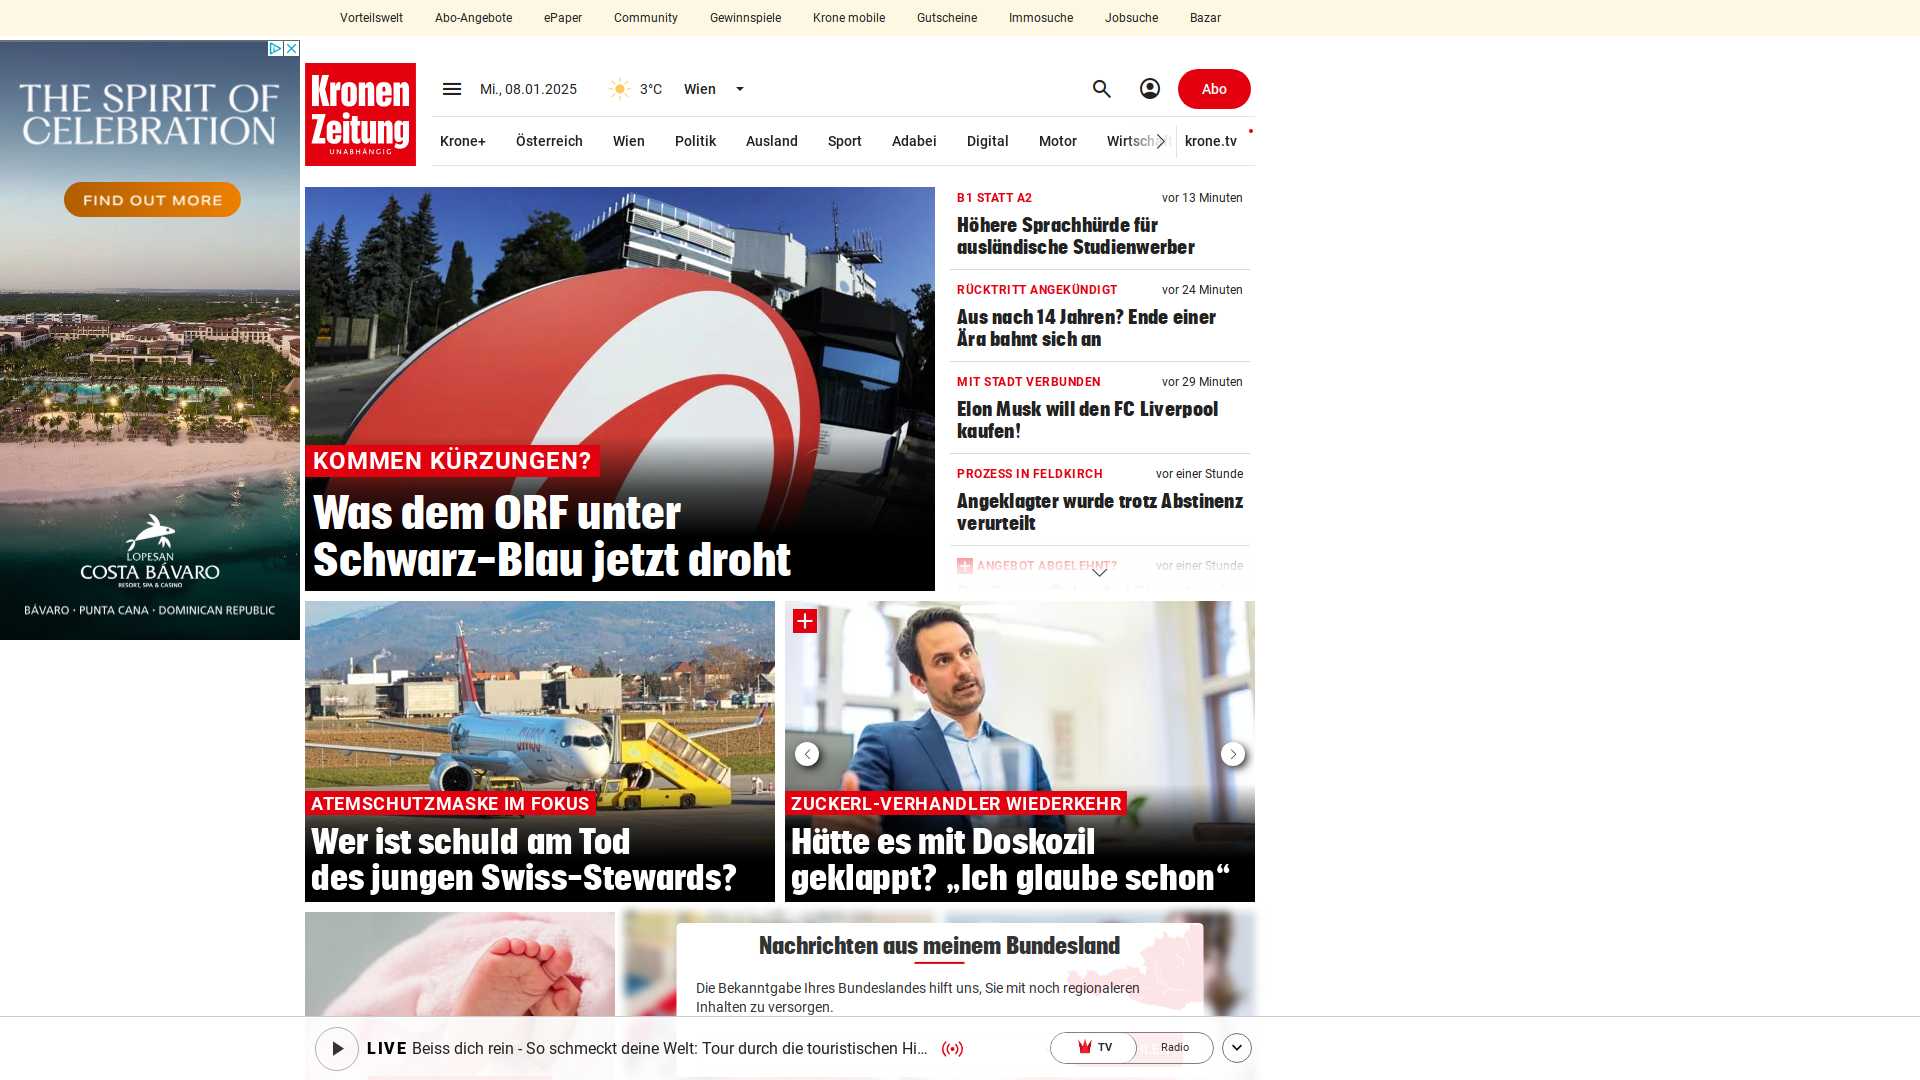 Vorteilswelt
Abo-Angebote
ePaper
Community
Gewinnspiele
Krone mobile
Gutscheine
Immosuche
Jobsuche
Bazar
THE SPIRIT OF
CELEBRATION
FIND OUT MORE
LOPESAN
COSTA BÁVARO
RESORT, SPA & CASINO
BÁVARO · PUNTA CANA · DOMINICAN REPUBLIC
Kronen
Zeitung
UNABHÄNGIG
Mi., 08.01.2025
3°C
Wien
Abo
Krone+
Österreich
Wien
Politik
Ausland
Sport
Adabei
Digital
Motor
Wirtschaft
krone.tv
KOMMEN KÜRZUNGEN?
Was dem ORF unter
Schwarz-Blau jetzt droht
B1 STATT A2
vor 13 Minuten
Höhere Sprachhürde für
ausländische Studienwerber
RÜCKTRITT ANGEKÜNDIGT
vor 24 Minuten
Aus nach 14 Jahren? Ende einer
Ära bahnt sich an
MIT STADT VERBUNDEN
vor 29 Minuten
Elon Musk will den FC Liverpool
kaufen!
PROZESS IN FELDKIRCH
vor einer Stunde
Angeklagter wurde trotz Abstinenz
verurteilt
ANGEBOT ABGELEHNT?
vor einer Stunde
ATEMSCHUTZMASKE IM FOKUS
Wer ist schuld am Tod
des jungen Swiss-Stewards?
ZUCKERL-VERHANDLER WIEDERKEHR
Hätte es mit Doskozil
geklappt? „Ich glaube schon“
Nachrichten aus meinem Bundesland
Die Bekanntgabe Ihres Bundeslandes hilft uns, Sie mit noch regionaleren
Inhalten zu versorgen.
LIVE Beiss dich rein - So schmeckt deine Welt: Tour durch die touristischen Hi...
TV
Radio